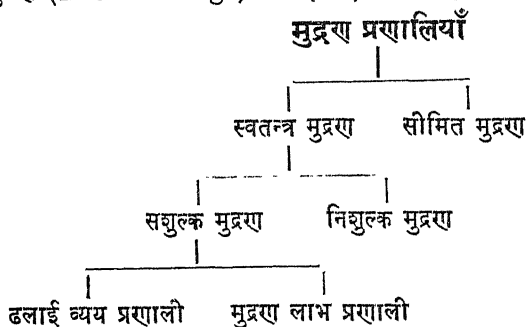 मुद्रण प्रणालियाँ
स्वतन्त्र मुद्रण सीमित मुद्रण
सशुल्क मुद्रण निशुल्क मुद्रण
ढलाई व्यय प्रणाली मुद्रण लाभ प्रणाली